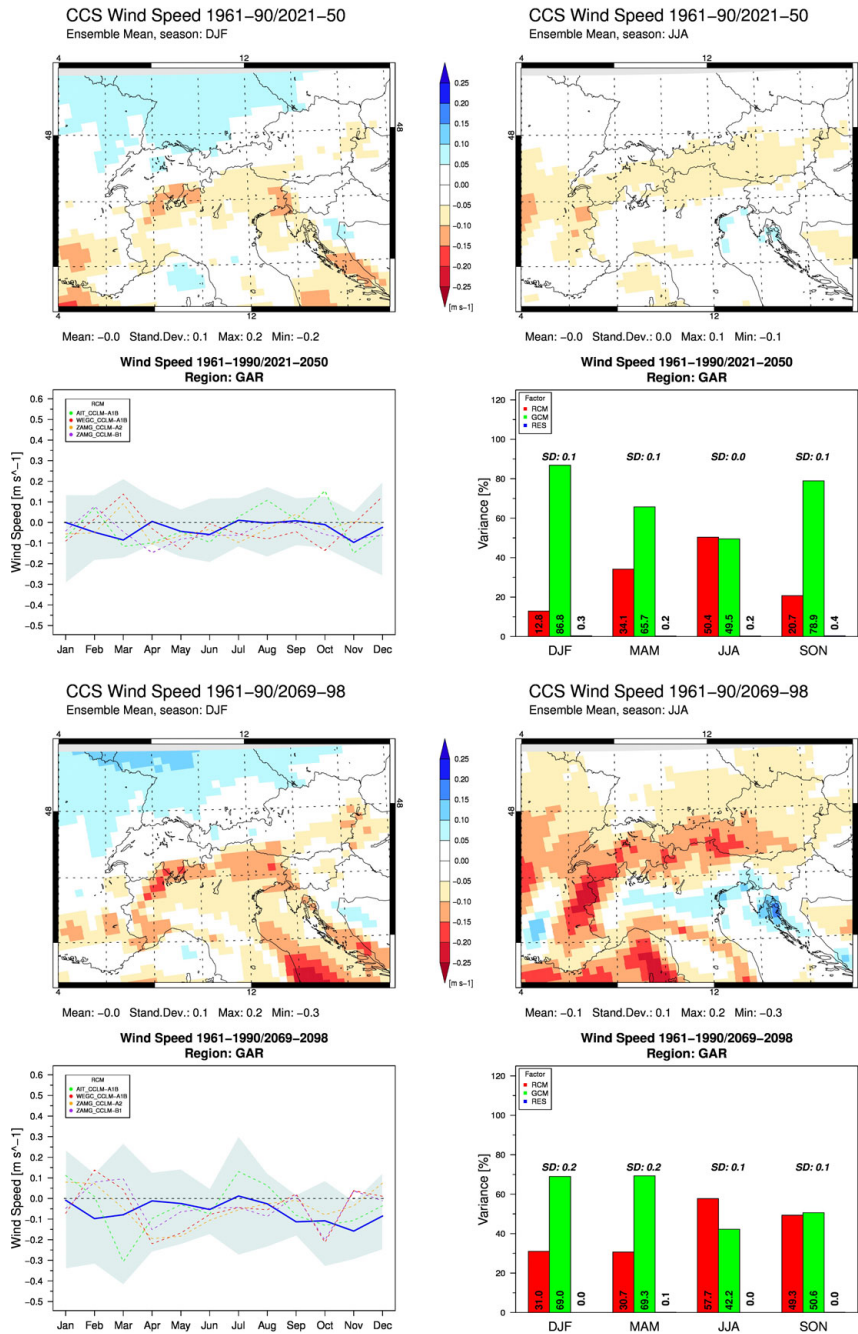 CCS Wind Speed 1961−90/2021−50
Ensemble Mean, season: DJF
4
12
48
4
12
Mean: −0.0 Stand.Dev.: 0.1 Max: 0.2 Min: −0.2
0.25
0.20
0.15
0.10
0.05
0.00
−0.05
−0.10
−0.15
−0.20
−0.25
[m s−1]
CCS Wind Speed 1961−90/2021−50
Ensemble Mean, season: JJA
4
12
48
4
12
Mean: −0.0 Stand.Dev.: 0.0 Max: 0.1 Min: −0.1
Wind Speed 1961−1990/2021−2050
Region: GAR
RCM
AIT_CCLM−A1B
WEGC_CCLM−A1B
ZAMG_CCLM−A2
ZAMG_CCLM−B1
Wind Speed [m s^−1]
0.6
0.5
0.4
0.3
0.2
0.1
0.0
−0.1
−0.2
−0.3
−0.4
−0.5
Jan Feb Mar Apr May Jun Jul Aug Sep Oct Nov Dec
Wind Speed 1961−1990/2021−2050
Region: GAR
Factor
RCM
GCM
RES
Variance [%]
120
100
80
60
40
20
0
SD: 0.1 SD: 0.1 SD: 0.0 SD: 0.1
12.8 86.8 0.3 34.1 65.7 0.2 50.4 49.5 0.2 20.7 78.9 0.4
DJF MAM JJA SON
CCS Wind Speed 1961−90/2069−98
Ensemble Mean, season: DJF
4
12
48
4
12
Mean: −0.0 Stand.Dev.: 0.1 Max: 0.2 Min: −0.3
0.25
0.20
0.15
0.10
0.05
0.00
−0.05
−0.10
−0.15
−0.20
−0.25
[m s−1]
CCS Wind Speed 1961−90/2069−98
Ensemble Mean, season: JJA
4
12
48
4
12
Mean: −0.1 Stand.Dev.: 0.1 Max: 0.2 Min: −0.3
Wind Speed 1961−1990/2069−2098
Region: GAR
RCM
AIT_CCLM−A1B
WEGC_CCLM−A1B
ZAMG_CCLM−A2
ZAMG_CCLM−B1
Wind Speed [m s^−1]
0.6
0.5
0.4
0.3
0.2
0.1
0.0
−0.1
−0.2
−0.3
−0.4
−0.5
Jan Feb Mar Apr May Jun Jul Aug Sep Oct Nov Dec
Wind Speed 1961−1990/2069−2098
Region: GAR
Factor
RCM
GCM
RES
Variance [%]
120
100
80
60
40
20
0
SD: 0.2 SD: 0.2 SD: 0.1 SD: 0.1
31.0 69.0 0.0 30.7 69.3 0.1 57.7 42.2 0.0 49.3 50.6 0.0
DJF MAM JJA SON